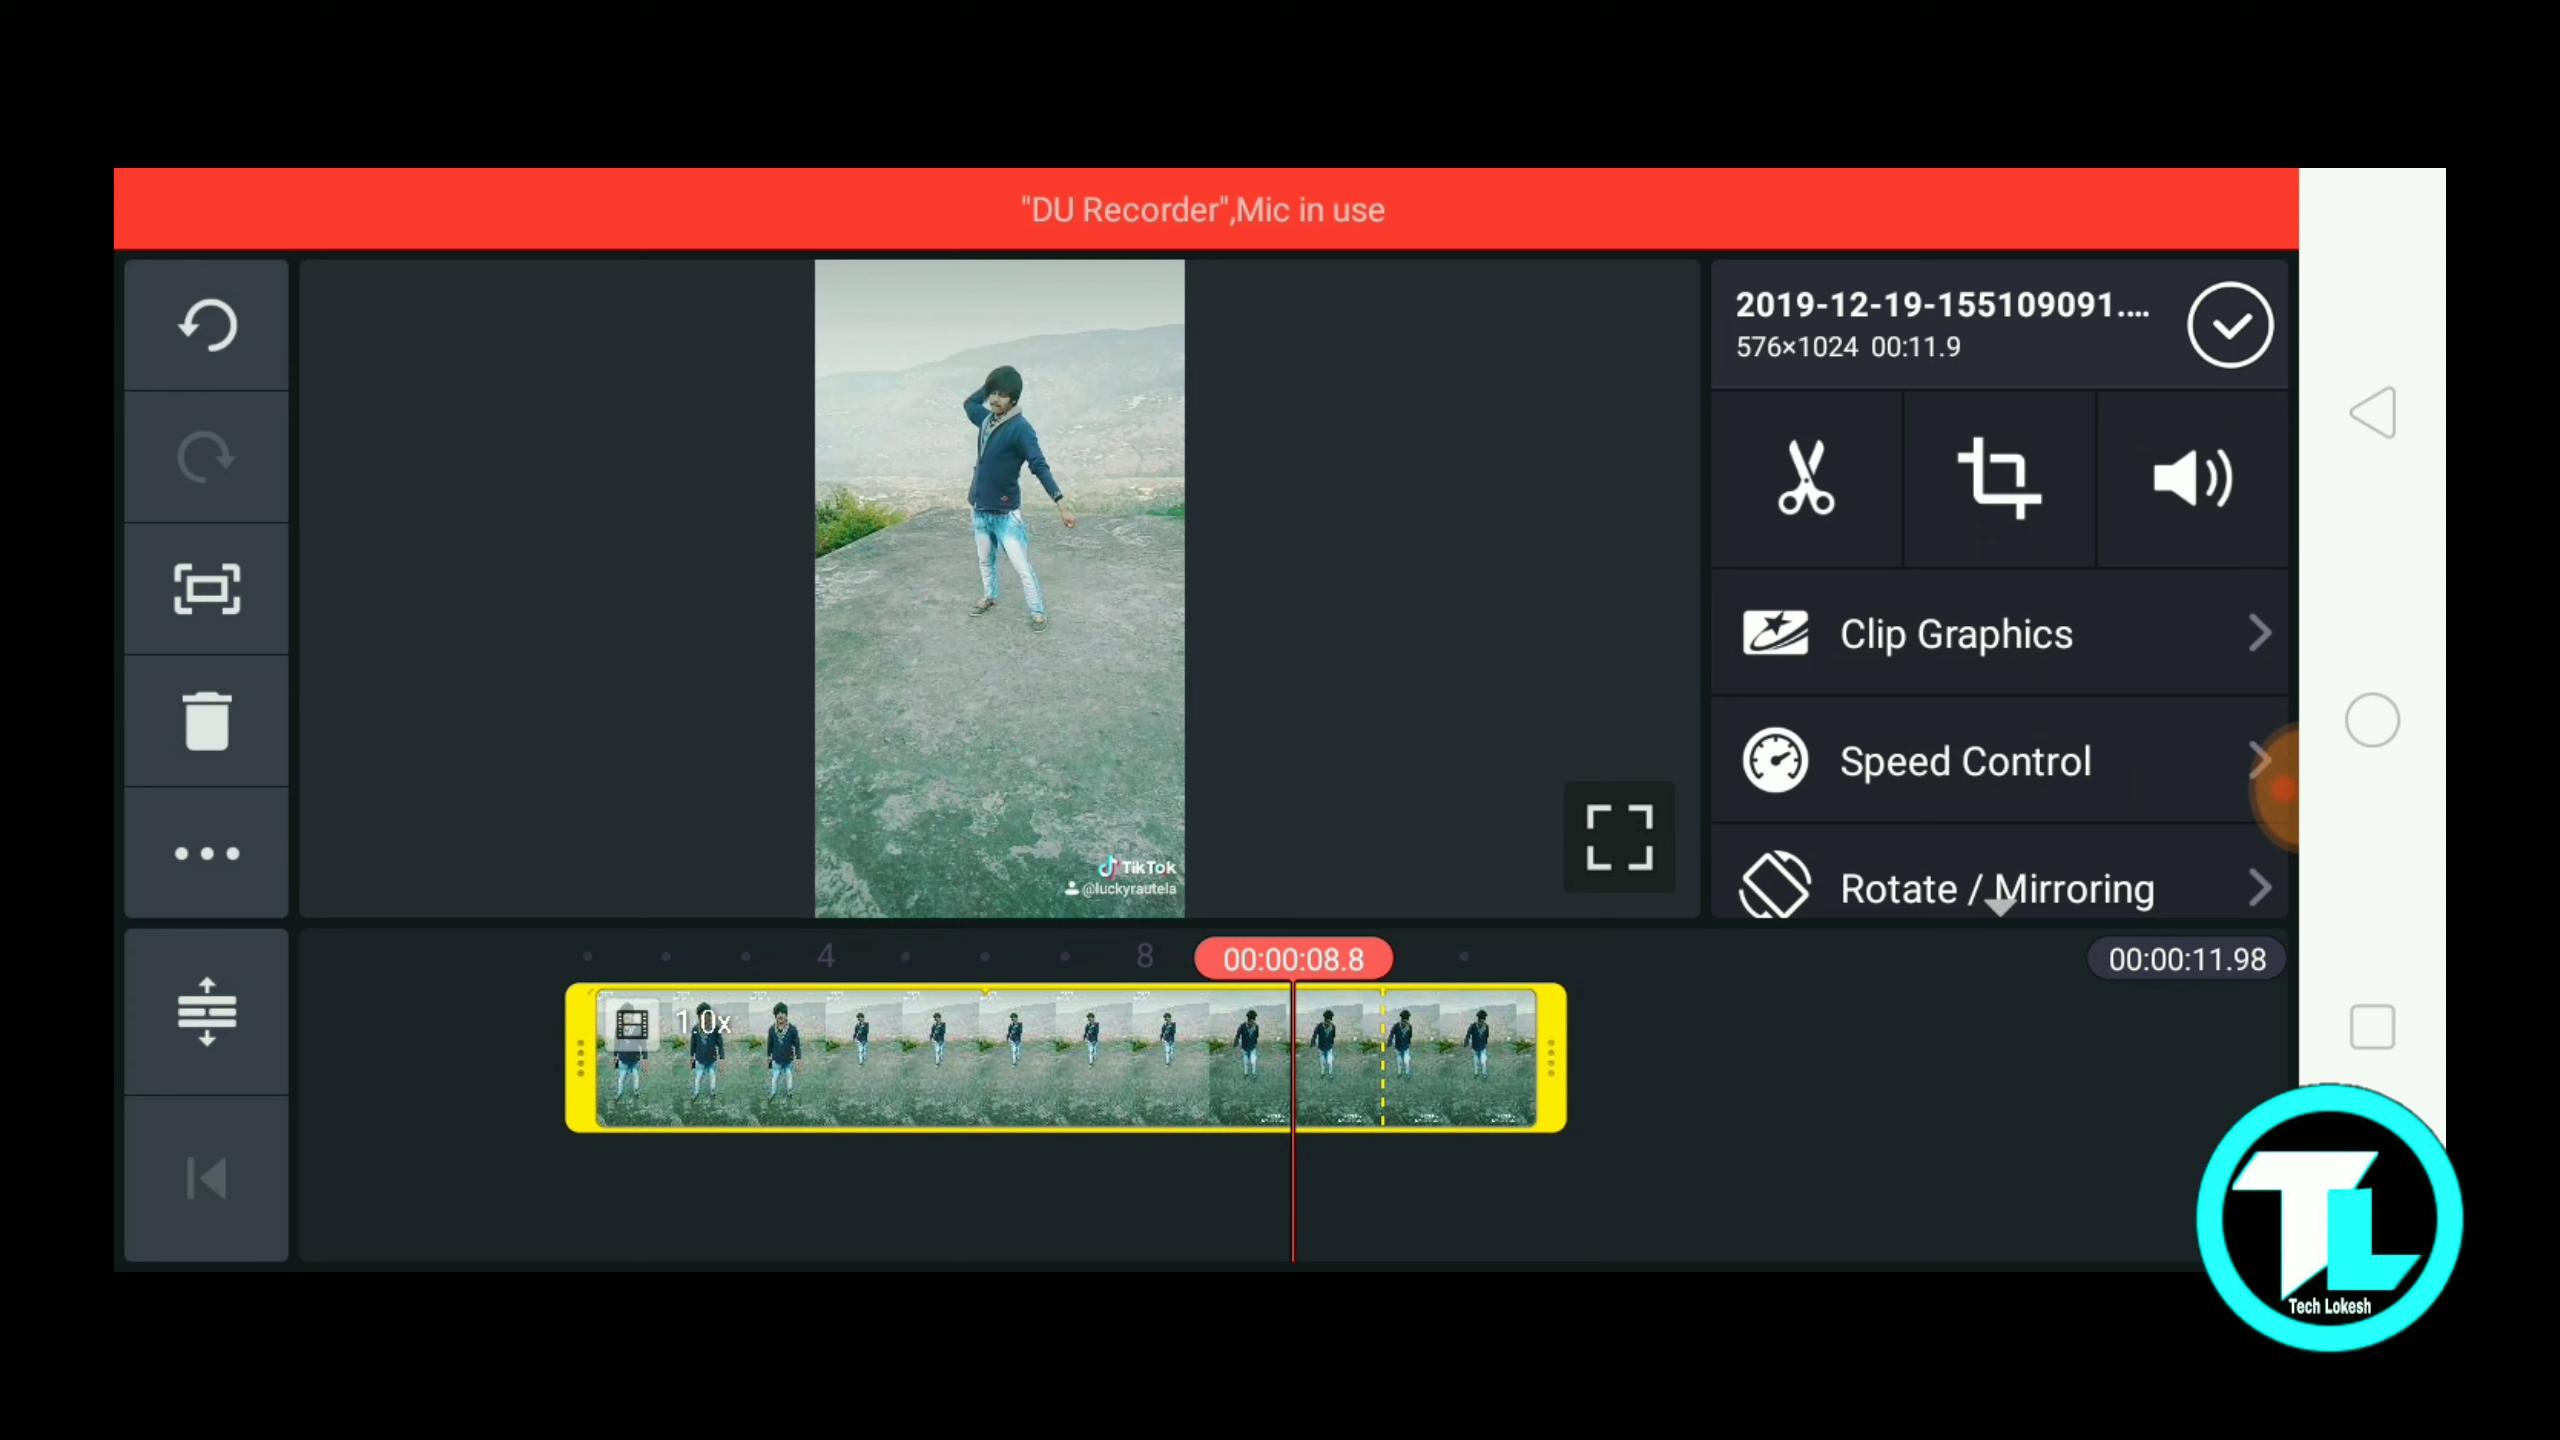 "DU Recorder",Mic in use
2019-12-19-155109091....
576×1024 00:11.9
Clip Graphics
Speed Control
Rotate / Mirroring
TikTok
@luckyrautela
4
8
00:00:08.8
00:00:11.98
1.0x
TL
Tech Lokesh